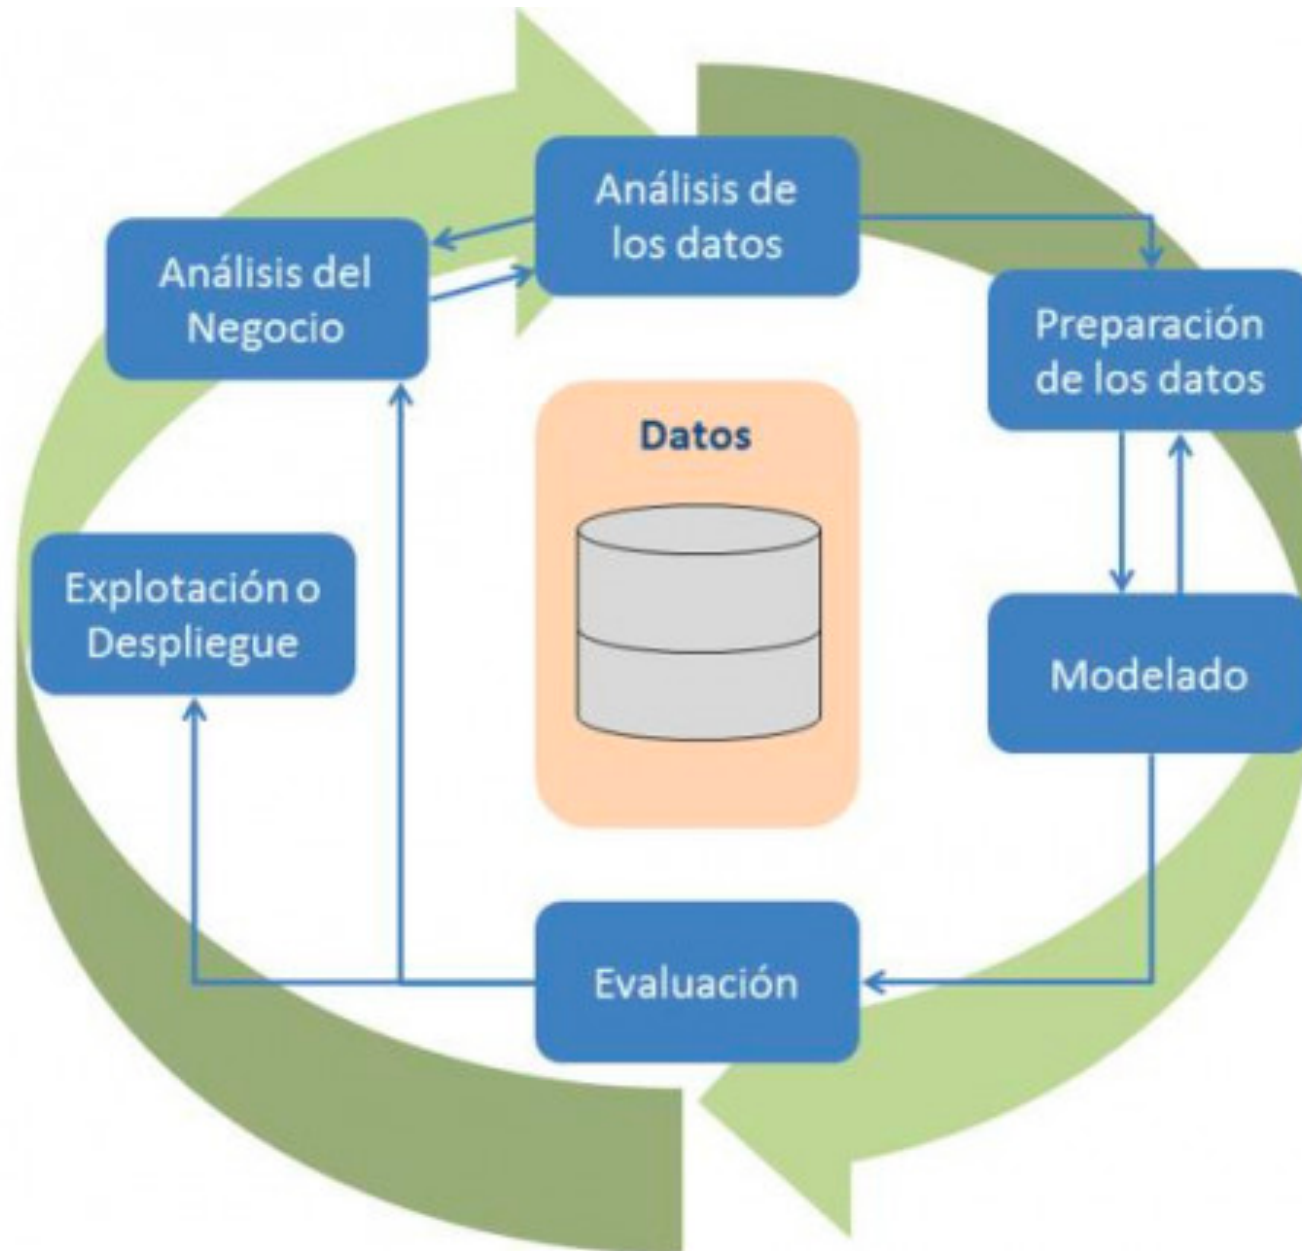 Análisis de
los datos
Análisis del
Negocio
Preparación
de los datos
Datos
Explotación o
Despliegue
Modelado
Evaluación